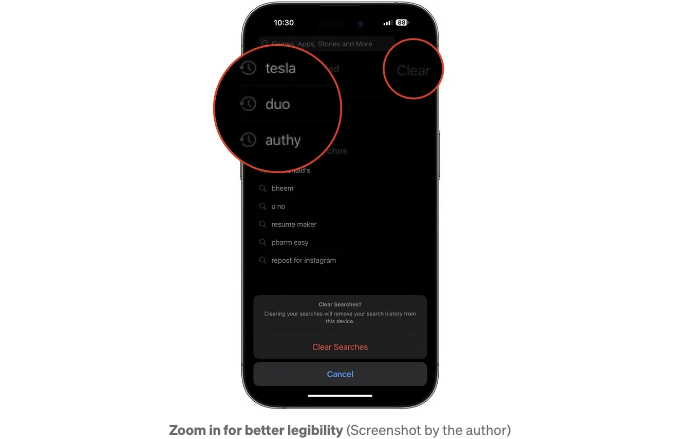 10:30
88
Games, Apps, Stories and More
tesla
Clear
duo
authy
bheem
u no
resume maker
pharm easy
repost for instagram
Clear Searches?
Clearing your searches will remove your search history from
this device.
Clear Searches
Cancel
Zoom in for better legibility (Screenshot by the author)